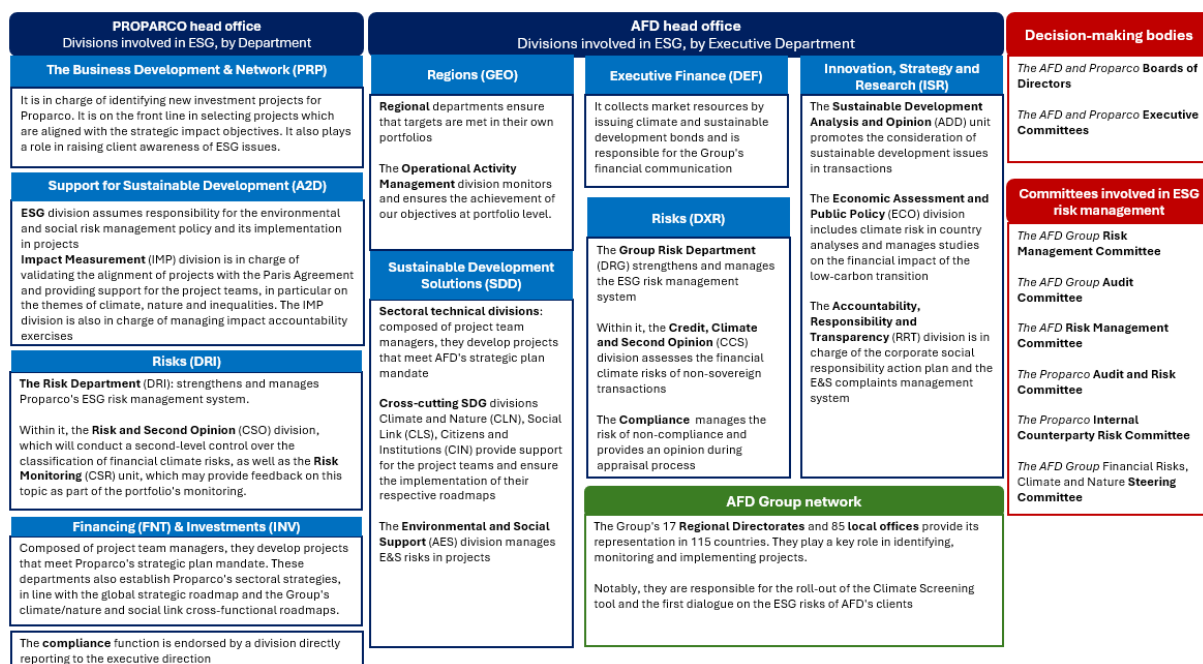 PROPARCO head office
Divisions involved in ESG, by Department
The Business Development & Network (PRP)
It is in charge of identifying new investment projects for
Proparco. It is on the front line in selecting projects which
are aligned with the strategic impact objectives. It also plays
a role in raising client awareness of ESG issues.
Support for Sustainable Development (A2D)
ESG division assumes responsibility for the environmental
and social risk management policy and its implementation
in projects
Impact Measurement (IMP) division is in charge of
validating the alignment of projects with the Paris Agreement
and providing support for the project teams, in particular on
the themes of climate, nature and inequalities. The IMP
division is also in charge of managing impact accountability
exercises
Risks (DRI)
The Risk Department (DRI): strengthens and manages
Proparco's ESG risk management system.
Within it, the Risk and Second Opinion (CSO) division,
which will conduct a second-level control over the
classification of financial climate risks, as well as the Risk
Monitoring (CSR) unit, which may provide feedback on this
topic as part of the portfolio's monitoring.
Financing (FNT) & Investments (INV)
Composed of project team managers, they develop projects
that meet Proparco's strategic plan mandate. These
departments also establish Proparco's sectoral strategies,
in line with the global strategic roadmap and the Group's
climate/nature and social link cross-functional roadmaps.
The compliance function is endorsed by a division directly
reporting to the executive direction
AFD head office
Divisions involved in ESG, by Executive Department
Regions (GEO)
Regional departments ensure
that targets are met in their own
portfolios
The Operational Activity
Management division monitors
and ensures the achievement of
our objectives at portfolio level.
Sustainable Development
Solutions (SDD)
Sectoral technical divisions:
composed of project team
managers, they develop projects
that meet AFD's strategic plan
mandate
Cross-cutting SDG divisions
Climate and Nature (CLN), Social
Link (CLS), Citizens and
Institutions (CIN) provide support
for the project teams and ensure
the implementation of their
respective roadmaps
The Environmental and Social
Support (AES) division manages
E&S risks in projects
Executive Finance (DEF)
It collects market resources by
issuing climate and sustainable
development bonds and is
responsible for the Group's
financial communication
Risks (DXR)
The Group Risk Department
(DRG) strengthens and manages
the ESG risk management
system
Within it, the Credit, Climate
and Second Opinion (CCS)
division assesses the financial
climate risks of non-sovereign
transactions
The Compliance manages the
risk of non-compliance and
provides an opinion during
appraisal process
Innovation, Strategy and
Research (ISR)
The Sustainable Development
Analysis and Opinion (ADD) unit
promotes the consideration of
sustainable development issues
in transactions
The Economic Assessment and
Public Policy (ECO) division
includes climate risk in country
analyses and manages studies
on the financial impact of the
low-carbon transition
The Accountability,
Responsibility and
Transparency (RRT) division is
in charge of the corporate social
responsibility action plan and the
E&S complaints management
system
AFD Group network
The Group's 17 Regional Directorates and 85 local offices provide its
representation in 115 countries. They play a key role in identifying,
monitoring and implementing projects.
Notably, they are responsible for the roll-out of the Climate Screening
tool and the first dialogue on the ESG risks of AFD's clients
Decision-making bodies
The AFD and Proparco Boards of
Directors
The AFD and Proparco Executive
Committees
Committees involved in ESG
risk management
The AFD Group Risk
Management Committee
The AFD Group Audit
Committee
The AFD Risk Management
Committee
The Proparco Audit and Risk
Committee
The Proparco Internal
Counterparty Risk Committee
The AFD Group Financial Risks,
Climate and Nature Steering
Committee